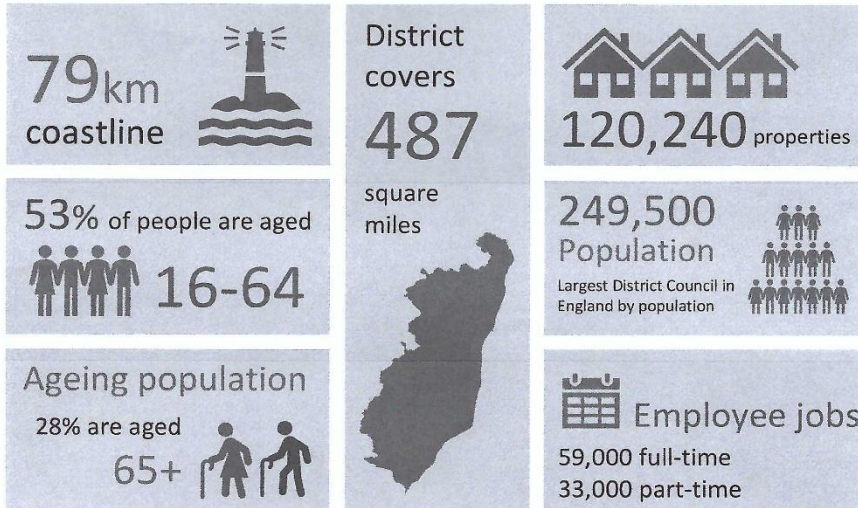 79km
coastline
53% of people are aged
16-64
Ageing population
28% are aged
65+
District
covers
487
square
miles
120,240 properties
249,500
Population
Largest District Council in
England by population
Employee jobs
59,000 full-time
33,000 part-time